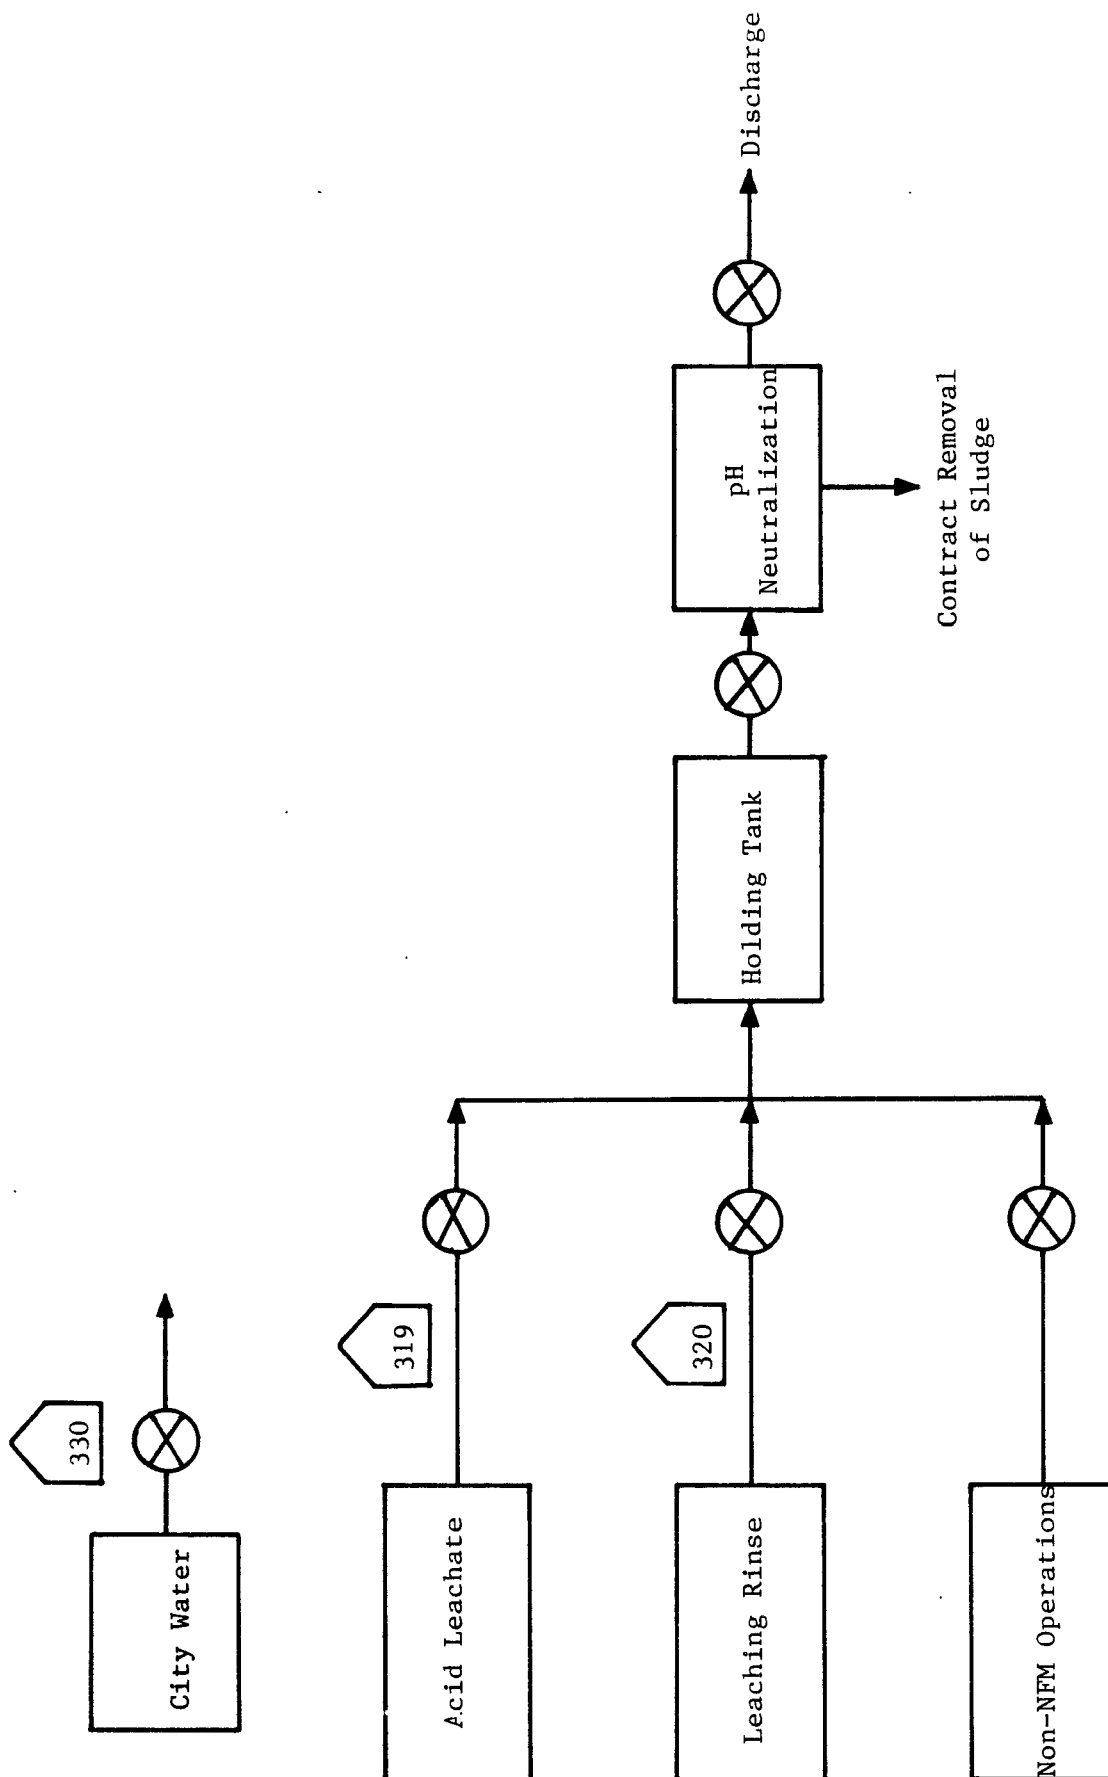 330
City Water
319
Acid Leachate
320
Leaching Rinse
Non-NFM Operations
Holding Tank
pH
Neutralization
Contract Removal
of Sludge
Discharge